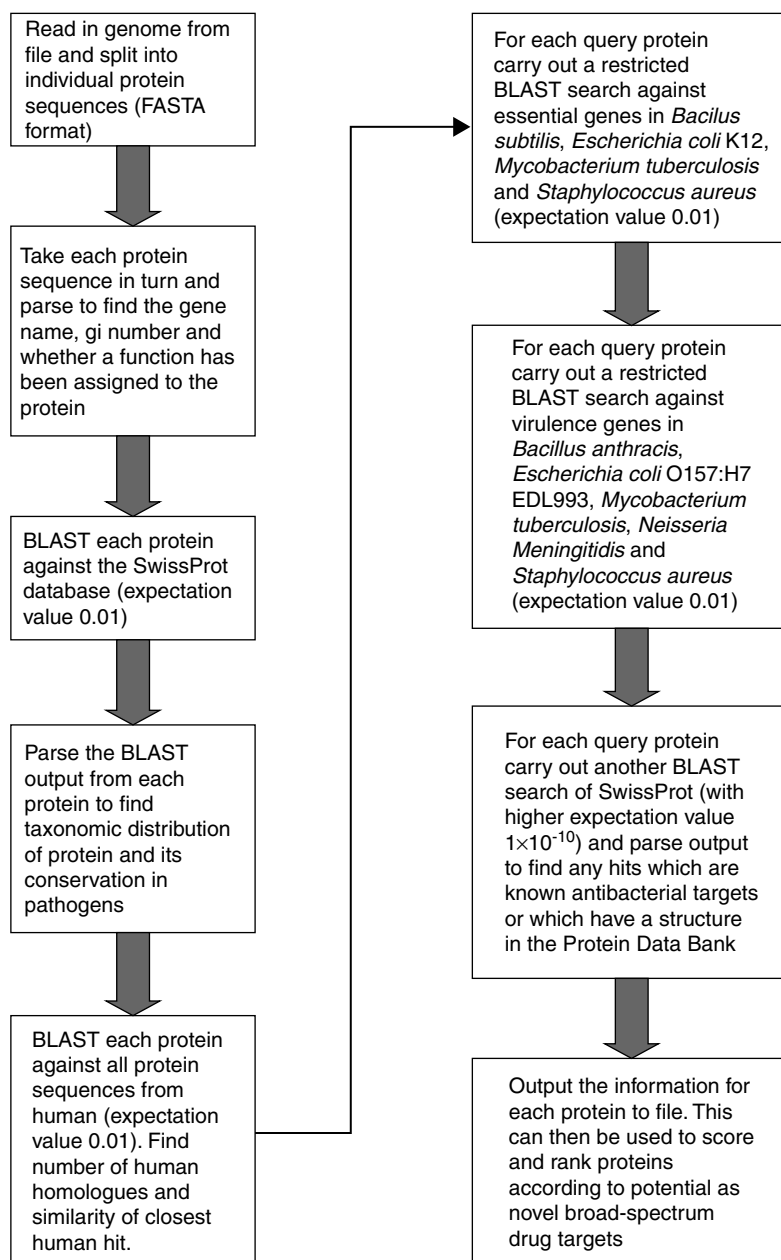 Read in genome from
file and split into
individual protein
sequences (FASTA
format)
Take each protein
sequence in turn and
parse to find the gene
name, gi number and
whether a function has
been assigned to the
protein
BLAST each protein
against the SwissProt
database (expectation
value 0.01)
Parse the BLAST
output from each
protein to find
taxonomic distribution
of protein and its
conservation in
pathogens
BLAST each protein
against all protein
sequences from
human (expectation
value 0.01). Find
number of human
homologues and
similarity of closest
human hit.
For each query protein
carry out a restricted
BLAST search against
essential genes in Bacilus
subtilis, Escherichia coli K12,
Mycobacterium tuberculosis
and Staphylococcus aureus
(expectation value 0.01)
For each query protein
carry out a restricted
BLAST search against
virulence genes in
Bacillus anthracis,
Escherichia coli O157:H7
EDL993, Mycobacterium
tuberculosis, Neisseria
Meningitidis and
Staphylococcus aureus
(expectation value 0.01)
For each query protein
carry out another BLAST
search of SwissProt (with
higher expectation value
1×10⁻¹⁰) and parse output
to find any hits which are
known antibacterial targets
or which have a structure
in the Protein Data Bank
Output the information for
each protein to file. This
can then be used to score
and rank proteins
according to potential as
novel broad-spectrum
drug targets